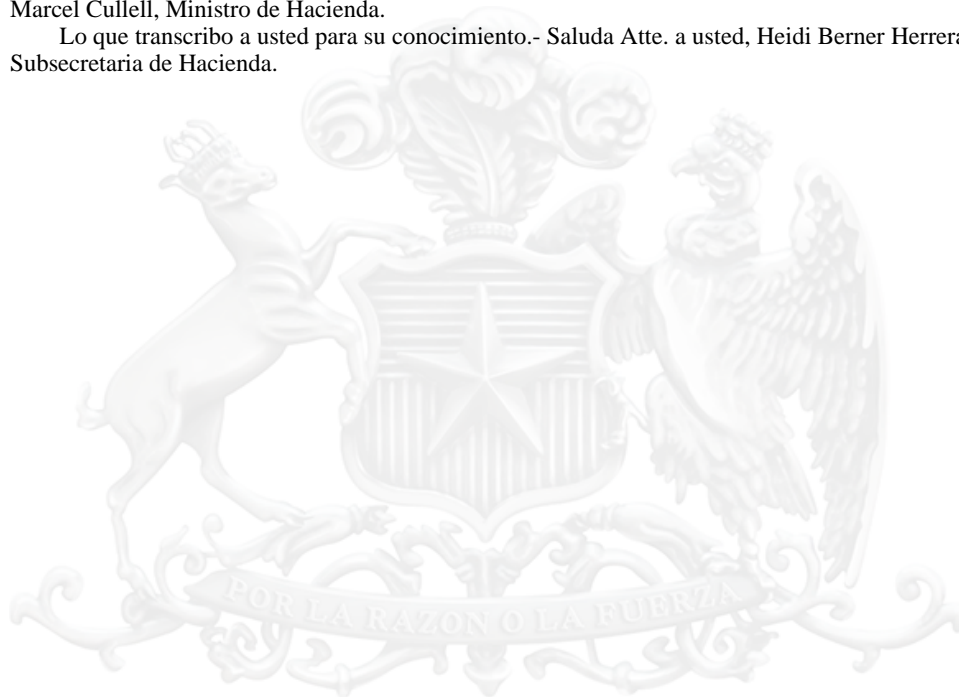 Marcel Cullell, Ministro de Hacienda.
Lo que transcribo a usted para su conocimiento.- Saluda Atte. a usted, Heidi Berner Herrera
Subsecretaria de Hacienda.
POR LA RAZON O LA FUERZA